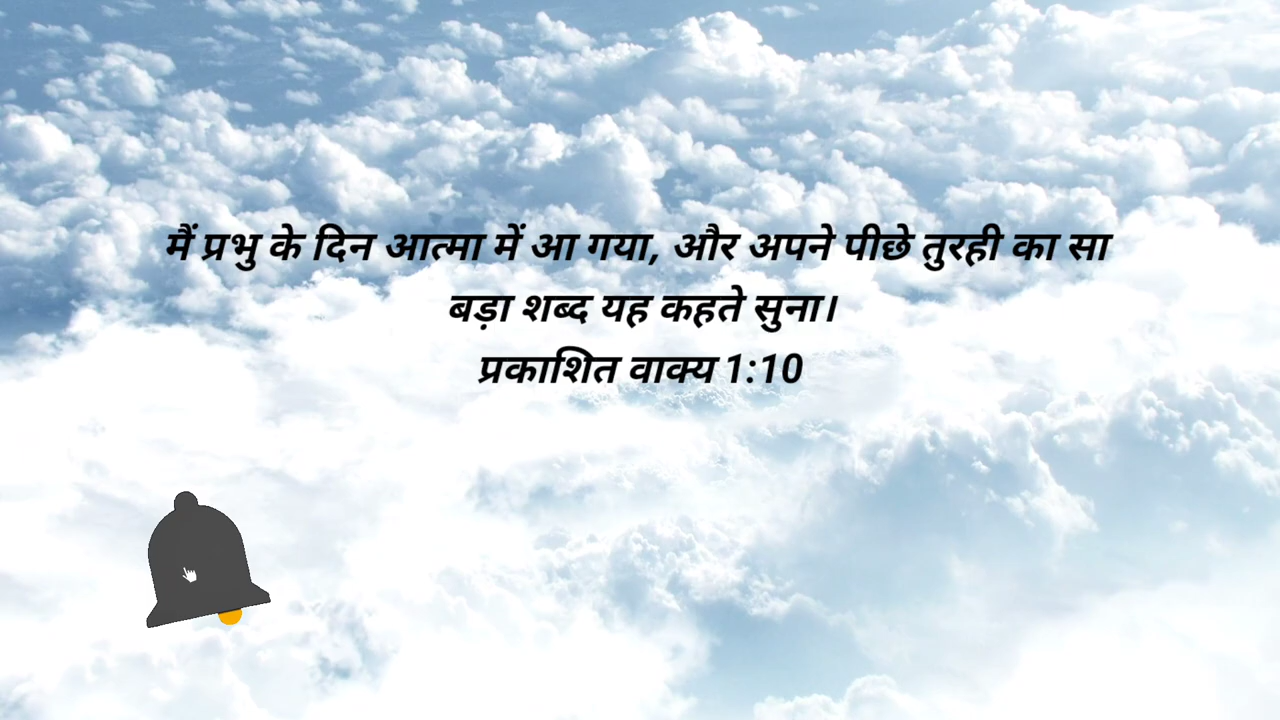 मैं प्रभु के दिन आत्मा में आ गया, और अपने पीछे तुरही का सा
बड़ा शब्द यह कहते सुना।
प्रकाशित वाक्य 1:10